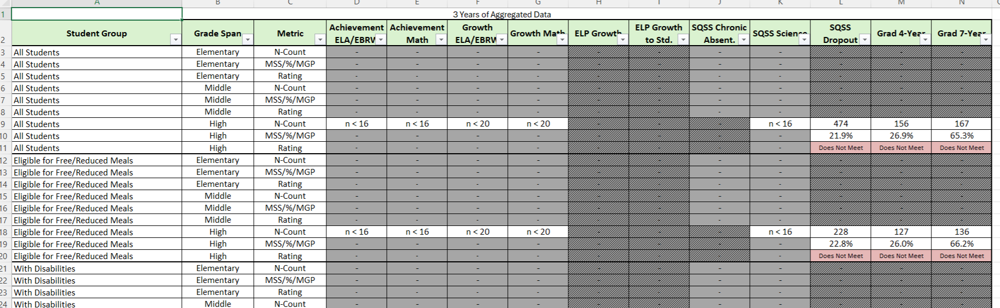 A B C D E F G H I J K L M N
1 3 Years of Aggregated Data
2 Student Group Grade Span Metric Achievement ELA/EBRW Achievement Math Growth ELA/EBRW Growth Math ELP Growth ELP Growth to Std. SQSS Chronic Absent. SQSS Science SQSS Dropout Grad 4-Year Grad 7-Year
3 All Students Elementary N-Count - - - - - - - - - - -
4 All Students Elementary MSS/%/MGP - - - - - - - - - - -
5 All Students Elementary Rating - - - - - - - - - - -
6 All Students Middle N-Count - - - - - - - - - - -
7 All Students Middle MSS/%/MGP - - - - - - - - - - -
8 All Students Middle Rating - - - - - - - - - - -
9 All Students High N-Count n < 16 n < 16 n < 20 n < 20 - - - n < 16 474 156 167
10 All Students High MSS/%/MGP - - - - - - - - 21.9% 26.9% 65.3%
11 All Students High Rating - - - - - - - - Does Not Meet Does Not Meet Does Not Meet
12 Eligible for Free/Reduced Meals Elementary N-Count - - - - - - - - - - -
13 Eligible for Free/Reduced Meals Elementary MSS/%/MGP - - - - - - - - - - -
14 Eligible for Free/Reduced Meals Elementary Rating - - - - - - - - - - -
15 Eligible for Free/Reduced Meals Middle N-Count - - - - - - - - - - -
16 Eligible for Free/Reduced Meals Middle MSS/%/MGP - - - - - - - - - - -
17 Eligible for Free/Reduced Meals Middle Rating - - - - - - - - - - -
18 Eligible for Free/Reduced Meals High N-Count n < 16 n < 16 n < 20 n < 20 - - - n < 16 228 127 136
19 Eligible for Free/Reduced Meals High MSS/%/MGP - - - - - - - - 22.8% 26.0% 66.2%
20 Eligible for Free/Reduced Meals High Rating - - - - - - - - Does Not Meet Does Not Meet Does Not Meet
21 With Disabilities Elementary N-Count - - - - - - - - - - -
22 With Disabilities Elementary MSS/%/MGP - - - - - - - - - - -
23 With Disabilities Elementary Rating - - - - - - - - - - -
24 With Disabilities Middle N-Count - - - - - - - - - - -